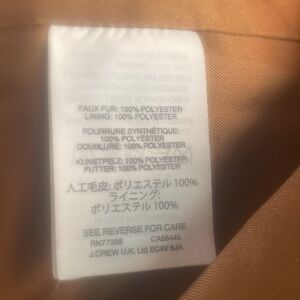 FAUX FUR: 100% POLYESTER
LINING: 100% POLYESTER
FOURRURE SYNTHÉTIQUE:
100% POLYESTER
DOUBLURE: 100% POLYESTER
KUNSTPELZ: 100% POLYESTER
FUTTER: 100% POLYESTER
人工毛皮: ポリエステル 100%
ライニング:
ポリエステル 100%
SEE REVERSE FOR CARE
RN77388 CA56445
J.CREW U.K. Ltd EC4V 6JA